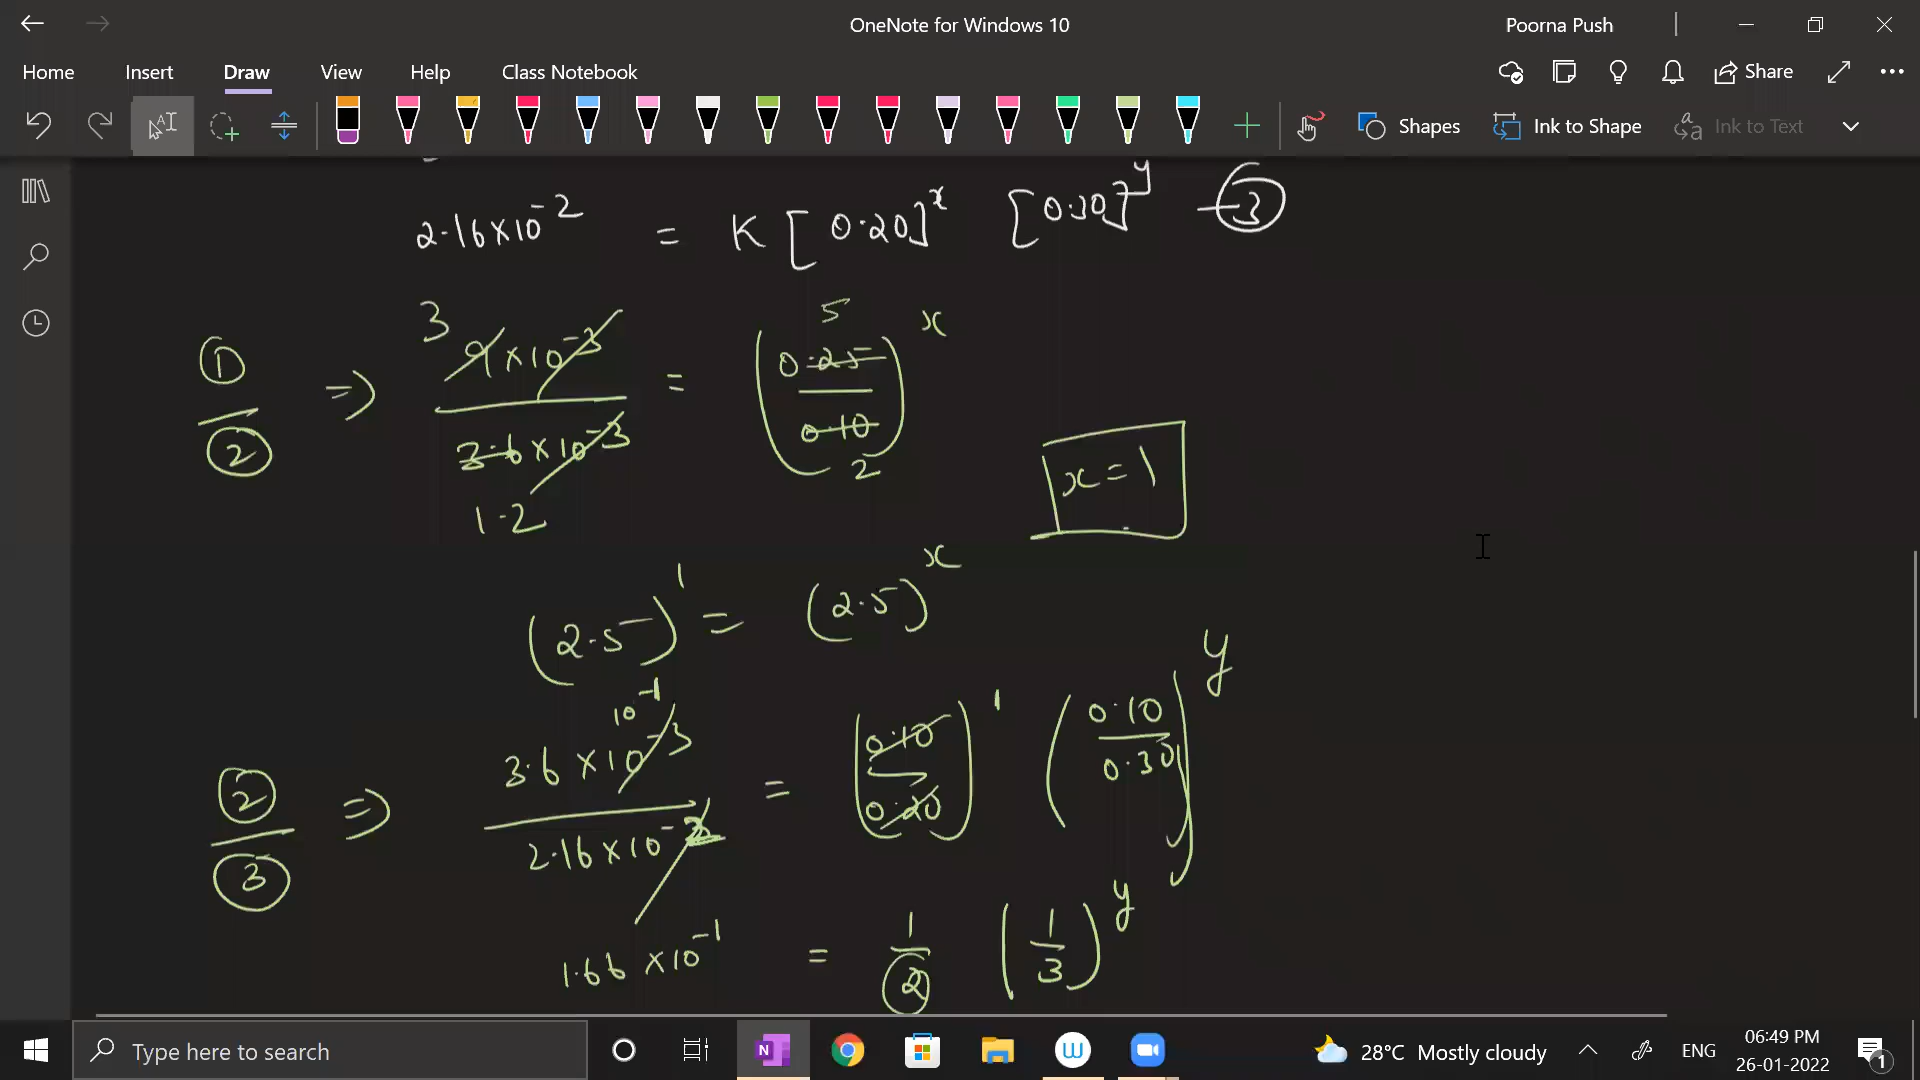 OneNote for Windows 10
Poorna Push
Home Insert Draw View Help Class Notebook
Share
Shapes Ink to Shape Ink to Text
2.16×10⁻² = K [0.20]ˣ [0.30]ʸ —③
3 5
①/② ⇒ 9×10⁻³/3.6×10⁻³ = (0.25/0.10)ˣ
1.2 2
x=1
(2.5)¹ = (2.5)ˣ
10⁻¹
②/③ ⇒ 3.6×10⁻³/2.16×10⁻² = (0.10/0.20)¹ (0.10/0.30)ʸ
1.66×10⁻¹ = 1/2 (1/3)ʸ
Type here to search
28°C Mostly cloudy
ENG
06:49 PM
26-01-2022
1